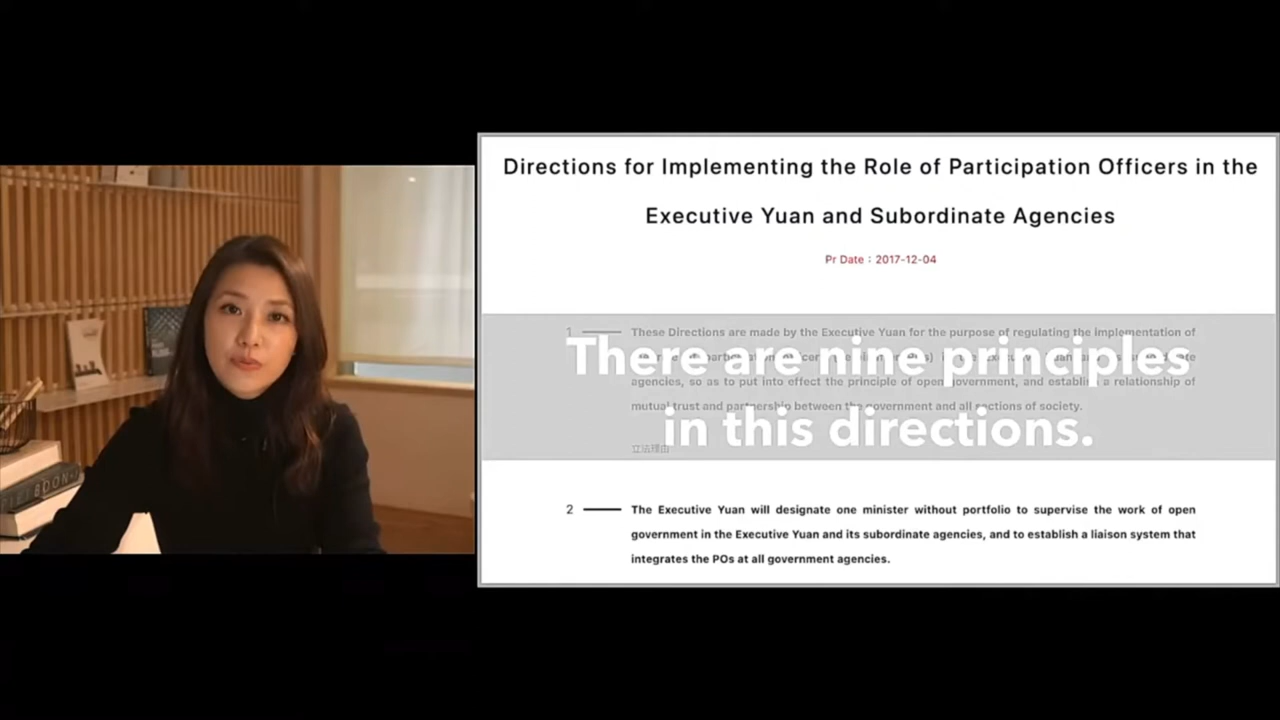 Directions for Implementing the Role of Participation Officers in the
Executive Yuan and Subordinate Agencies
Pr Date : 2017-12-04
1
These Directions are made by the Executive Yuan for the purpose of regulating the implementation of
There are nine principles
agencies, so as to put into effect the principle of open government, and establish a relationship of
mutual trust and partnership between the government and all sections of society.
in this directions.
立法理由
2
The Executive Yuan will designate one minister without portfolio to supervise the work of open
government in the Executive Yuan and its subordinate agencies, and to establish a liaison system that
integrates the POs at all government agencies.